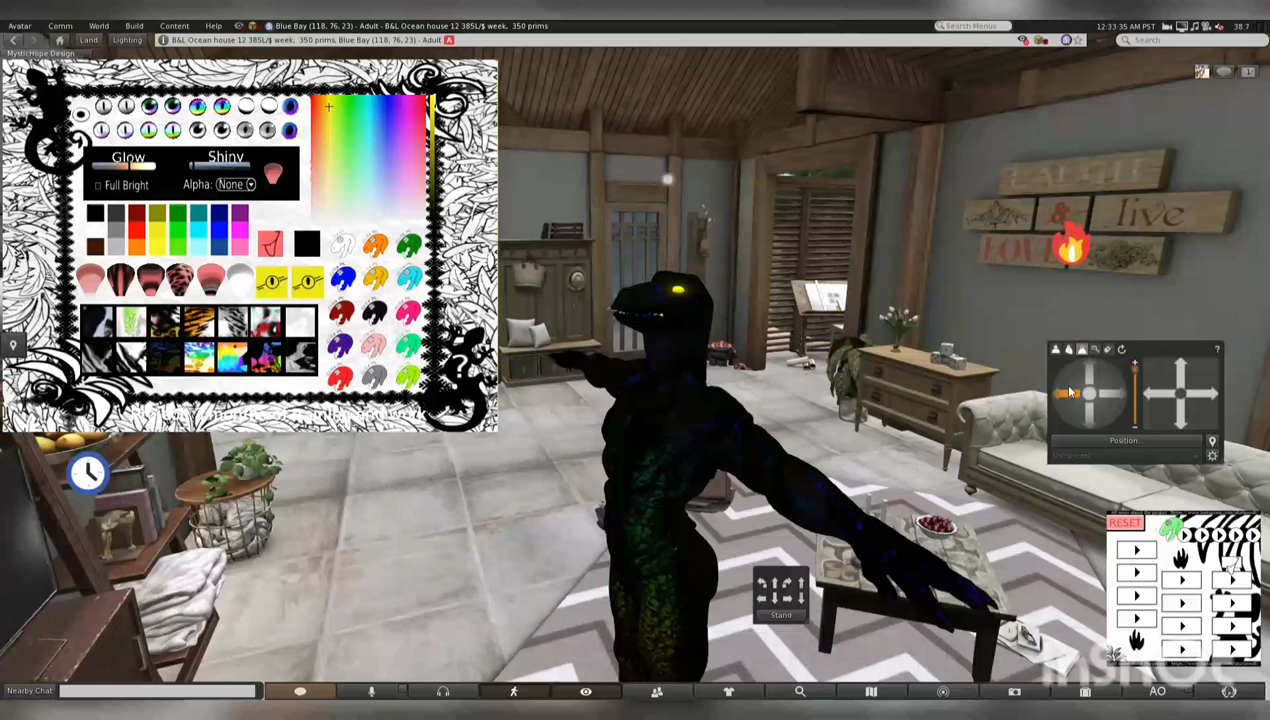 Avatar Comm World Build Content Help Blue Bay (118, 76, 23) - Adult - B&L Ocean house 12 385L/$ week, 350 prims Search Menus 12:33:35 AM PST 38.7
Land Lighting B&L Ocean house 12 385L/$ week, 350 prims, Blue Bay (118, 76, 23) - Adult A Search
MysticHope Design
Glow Shiny
Full Bright Alpha: None
LAUGH
& live
LOVE
Position...
RESET
Stand
InShot
Nearby Chat AO